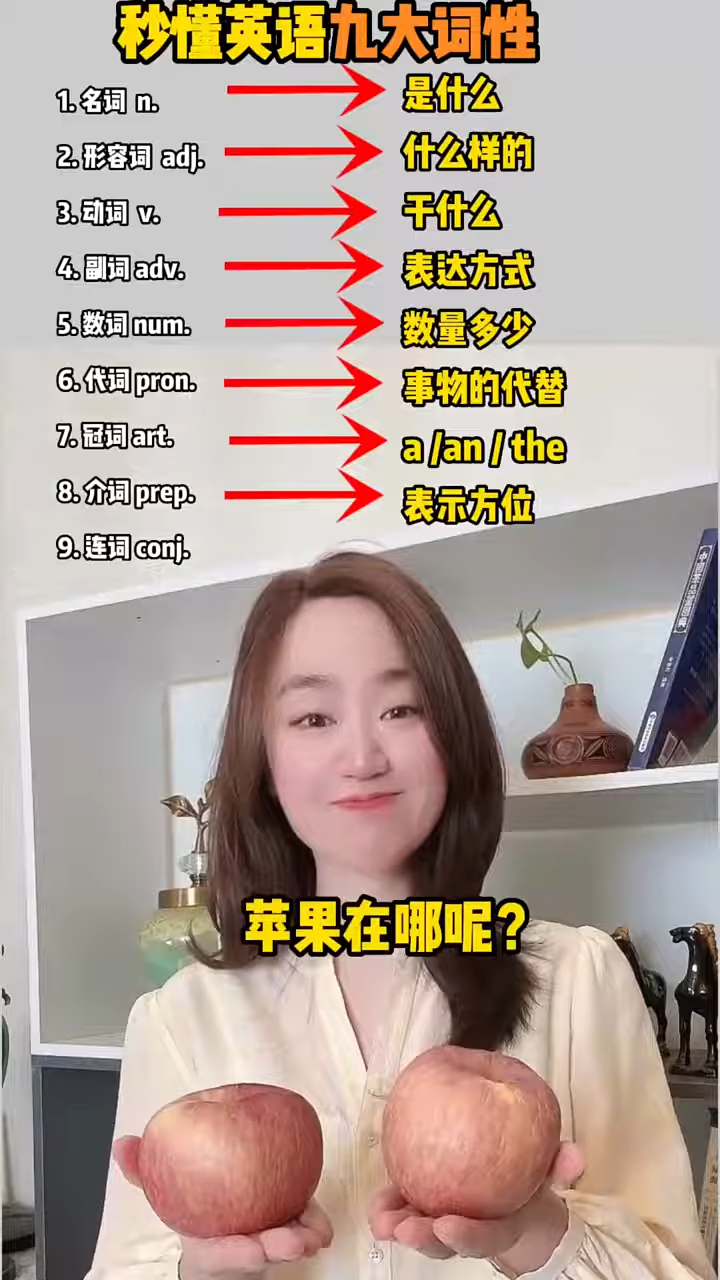 秒懂英语九大词性
1. 名词 n. 是什么
2. 形容词 adj. 什么样的
3. 动词 v. 干什么
4. 副词 adv. 表达方式
5. 数词 num. 数量多少
6. 代词 pron. 事物的代替
7. 冠词 art. a /an / the
8. 介词 prep. 表示方位
9. 连词 conj.
苹果在哪呢?